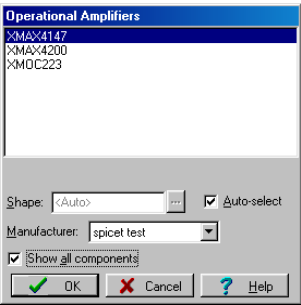 Operational Amplifiers
XMAX4147
XMAX4200
XMOC223
Shape: <Auto> ... Auto-select
Manufacturer: spicet test
Show all components
OK Cancel ? Help